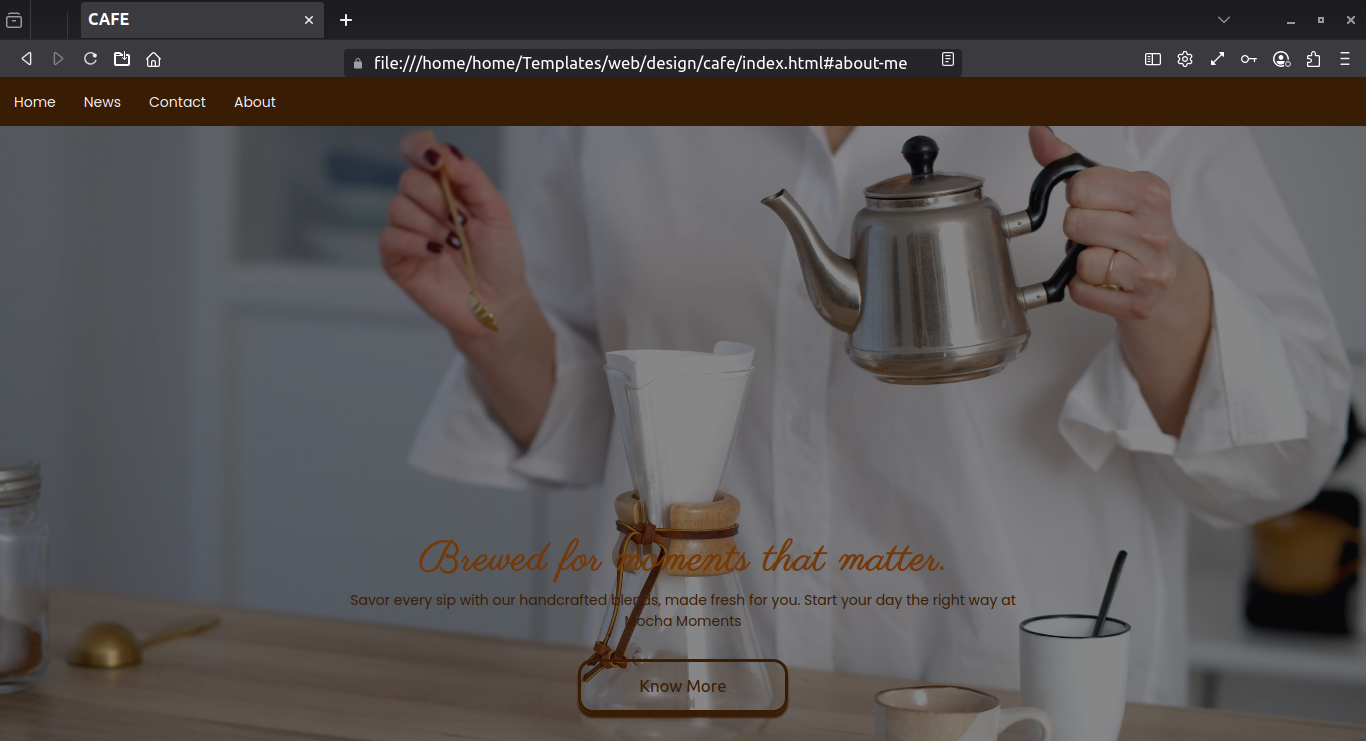 CAFE
file:///home/home/Templates/web/design/cafe/index.html#about-me
Home News Contact About
Brewed for moments that matter.
Savor every sip with our handcrafted blends, made fresh for you. Start your day the right way at
Mocha Moments
Know More